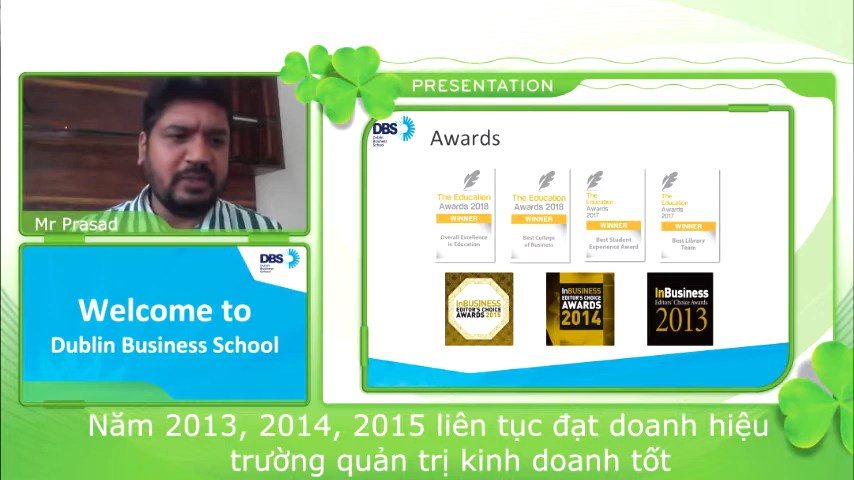 PRESENTATION
Mr Prasad
DBS
Dublin
Business
School
Welcome to
Dublin Business School
DBS
Dublin
Business
School
Awards
The Education
Awards 2018
WINNER
Overall Excellence
in Education
The Education
Awards 2018
WINNER
Best College
of Business
The
Education
Awards
2017
WINNER
Best Student
Experience Award
The
Education
Awards
2017
WINNER
Best Library
Team
InBUSINESS
EDITOR'S CHOICE
AWARDS 2015
InBUSINESS
EDITOR'S CHOICE
AWARDS
2014
InBusiness
Editors' Choice Awards
2013
Năm 2013, 2014, 2015 liên tục đạt doanh hiệu
trường quản trị kinh doanh tốt